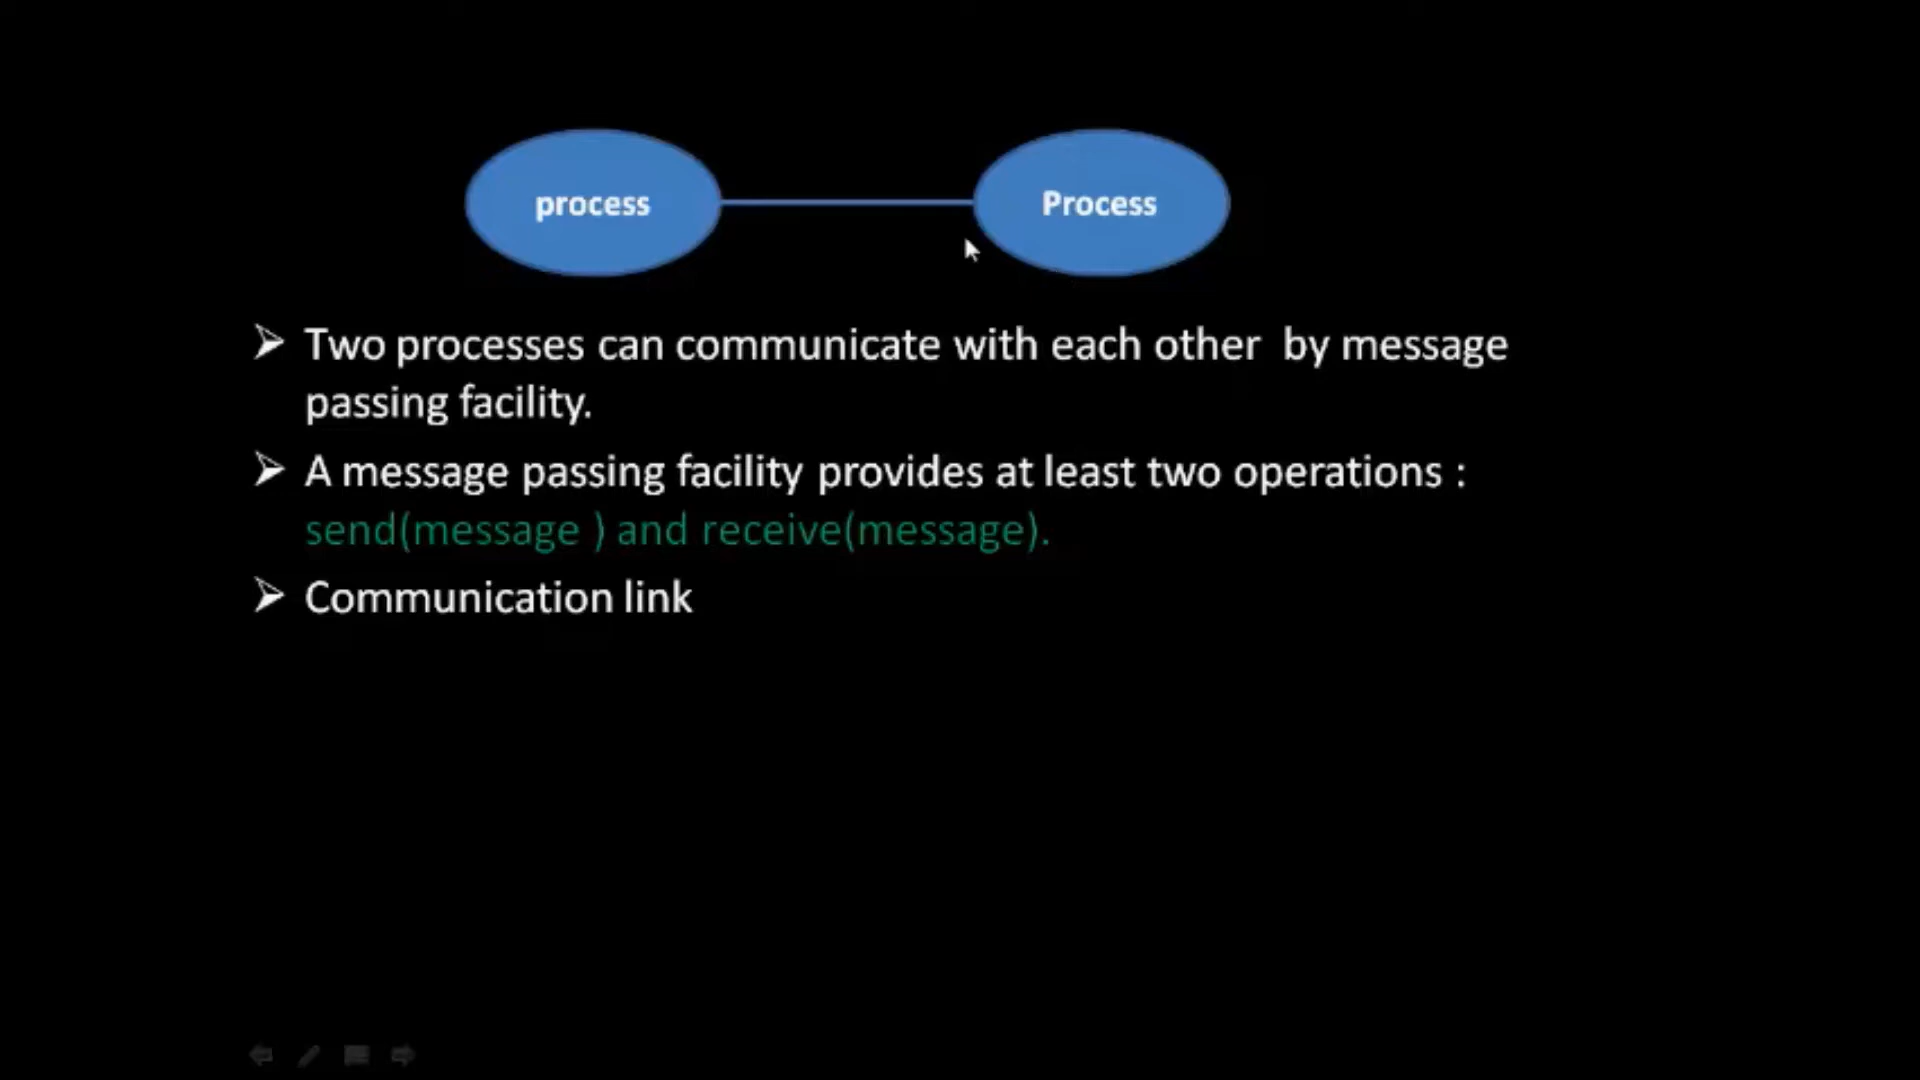 process
Process
Two processes can communicate with each other by message
passing facility.
A message passing facility provides at least two operations :
send(message ) and receive(message).
Communication link